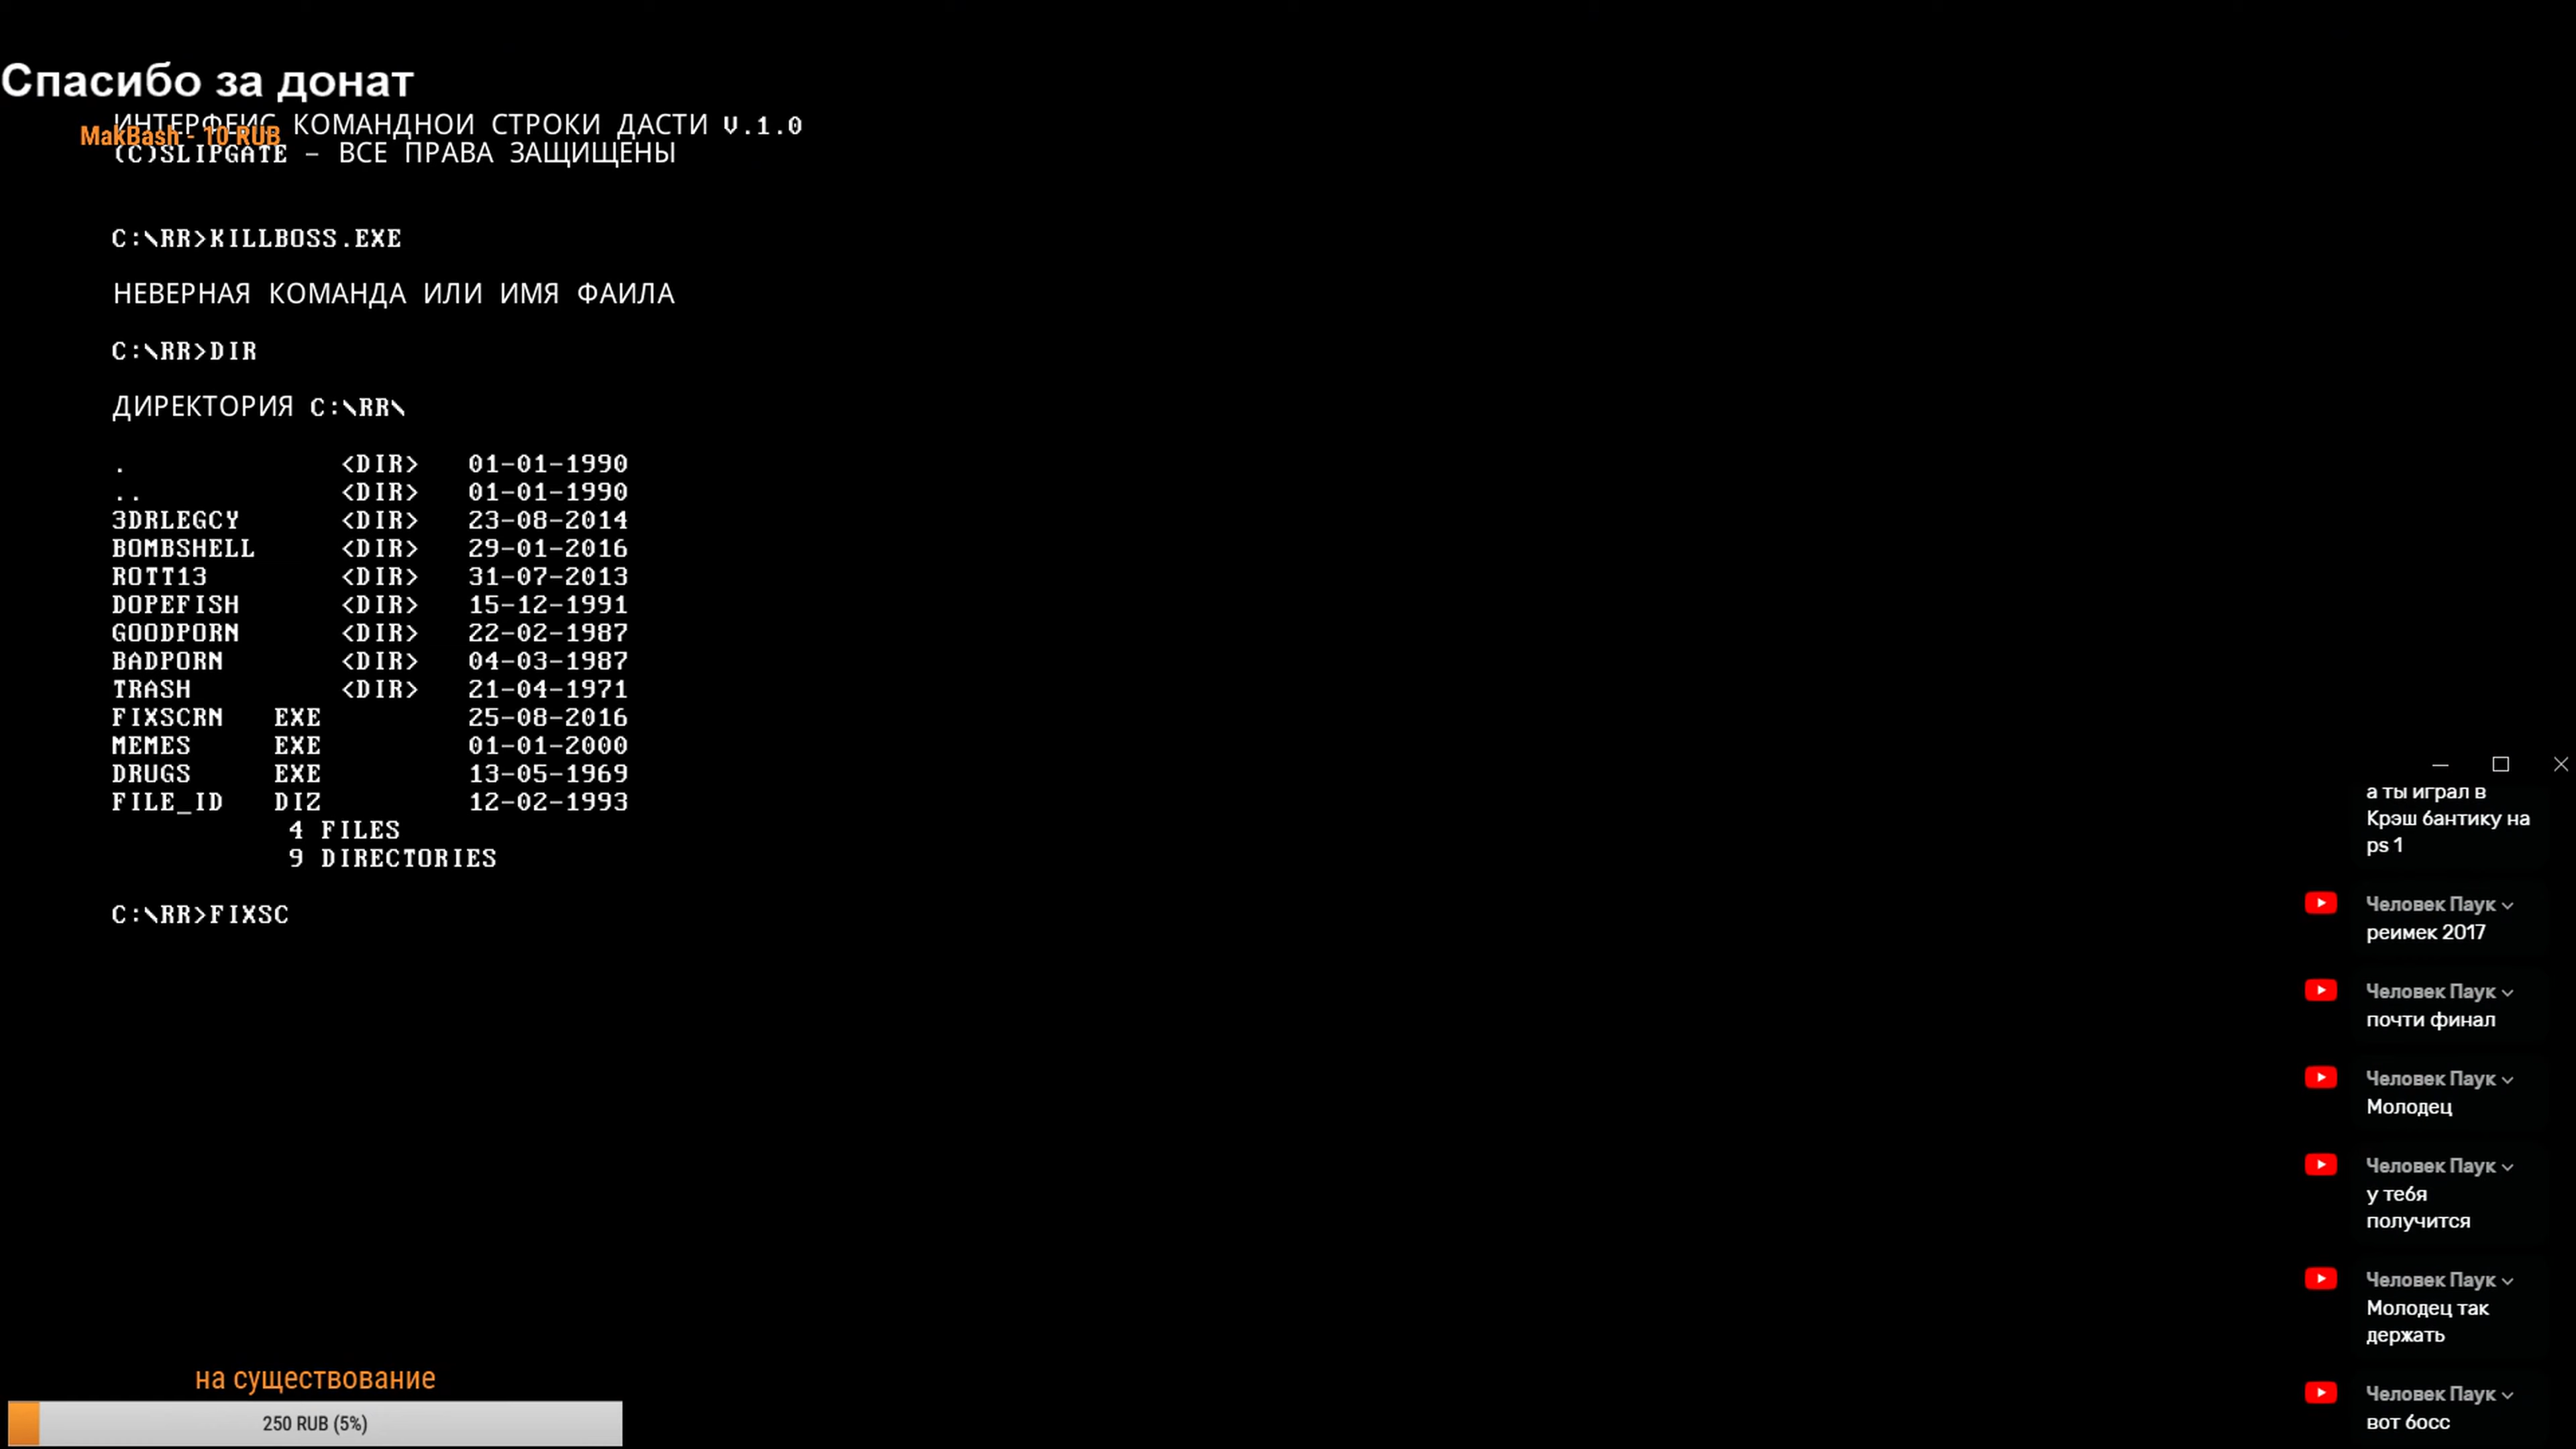 Спасибо за донат
MakBash - 10 RUB
ИНТЕРФЕИС КОМАНДНОИ СТРОКИ ДАСТИ V.1.0
(C)SLIPGATE – ВСЕ ПРАВА ЗАЩИЩЕНЫ
C:\RR>KILLBOSS.EXE
НЕВЕРНАЯ КОМАНДА ИЛИ ИМЯ ФАИЛА
C:\RR>DIR
ДИРЕКТОРИЯ C:\RR\
. <DIR> 01-01-1990
.. <DIR> 01-01-1990
3DRLEGCY <DIR> 23-08-2014
BOMBSHELL <DIR> 29-01-2016
ROTT13 <DIR> 31-07-2013
DOPEFISH <DIR> 15-12-1991
GOODPORN <DIR> 22-02-1987
BADPORN <DIR> 04-03-1987
TRASH <DIR> 21-04-1971
FIXSCRN EXE 25-08-2016
MEMES EXE 01-01-2000
DRUGS EXE 13-05-1969
FILE_ID DIZ 12-02-1993
4 FILES
9 DIRECTORIES
C:\RR>FIXSC
а ты играл в
Крэш бантику на
ps 1
Человек Паук
реимек 2017
Человек Паук
почти финал
Человек Паук
Молодец
Человек Паук
у тебя
получится
Человек Паук
Молодец так
держать
Человек Паук
вот босс
на существование
250 RUB (5%)